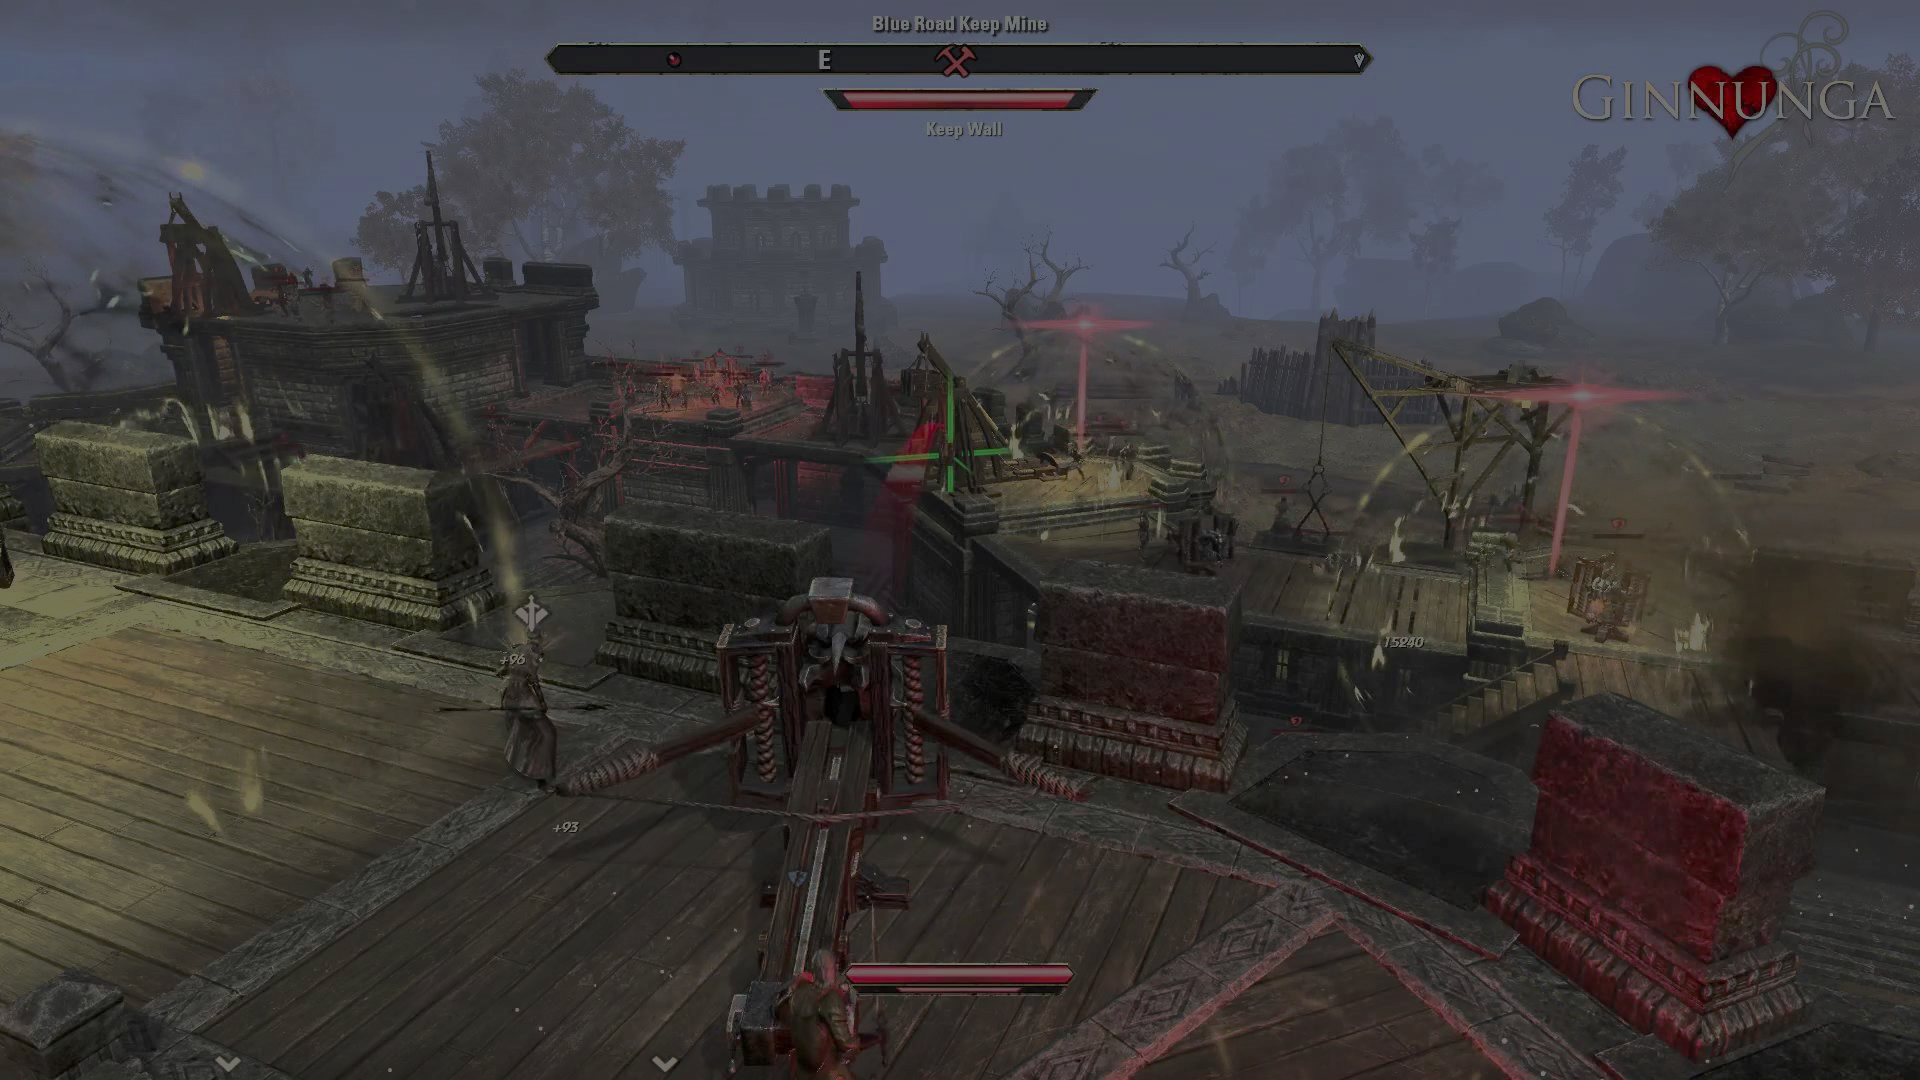 Blue Road Keep Mine
E
Keep Wall
GINNUNGA
15240
+96
+93